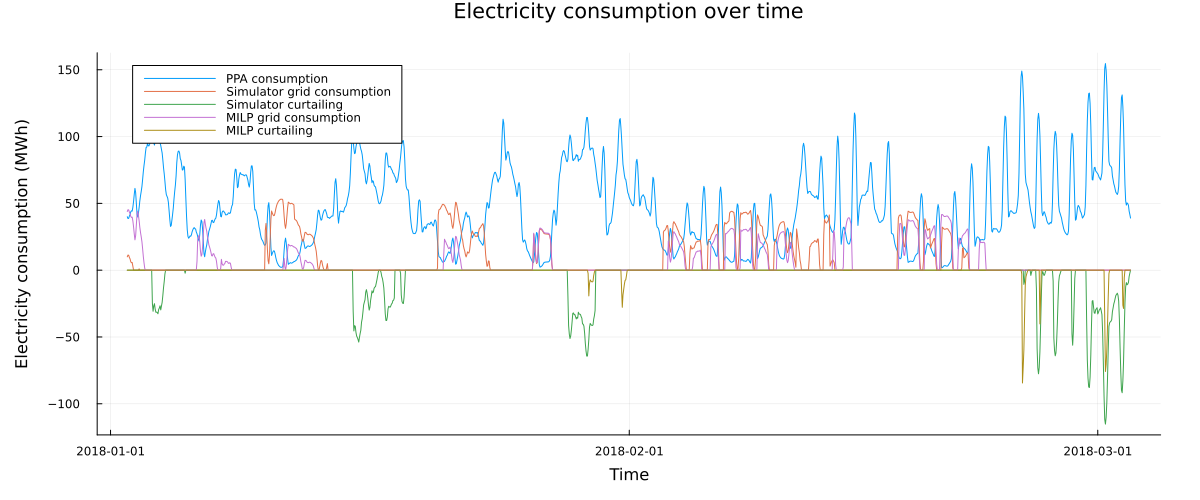 Electricity consumption over time
Electricity consumption (MWh)
150
100
50
0
−50
−100
PPA consumption
Simulator grid consumption
Simulator curtailing
MILP grid consumption
MILP curtailing
2018-01-01
2018-02-01
2018-03-01
Time